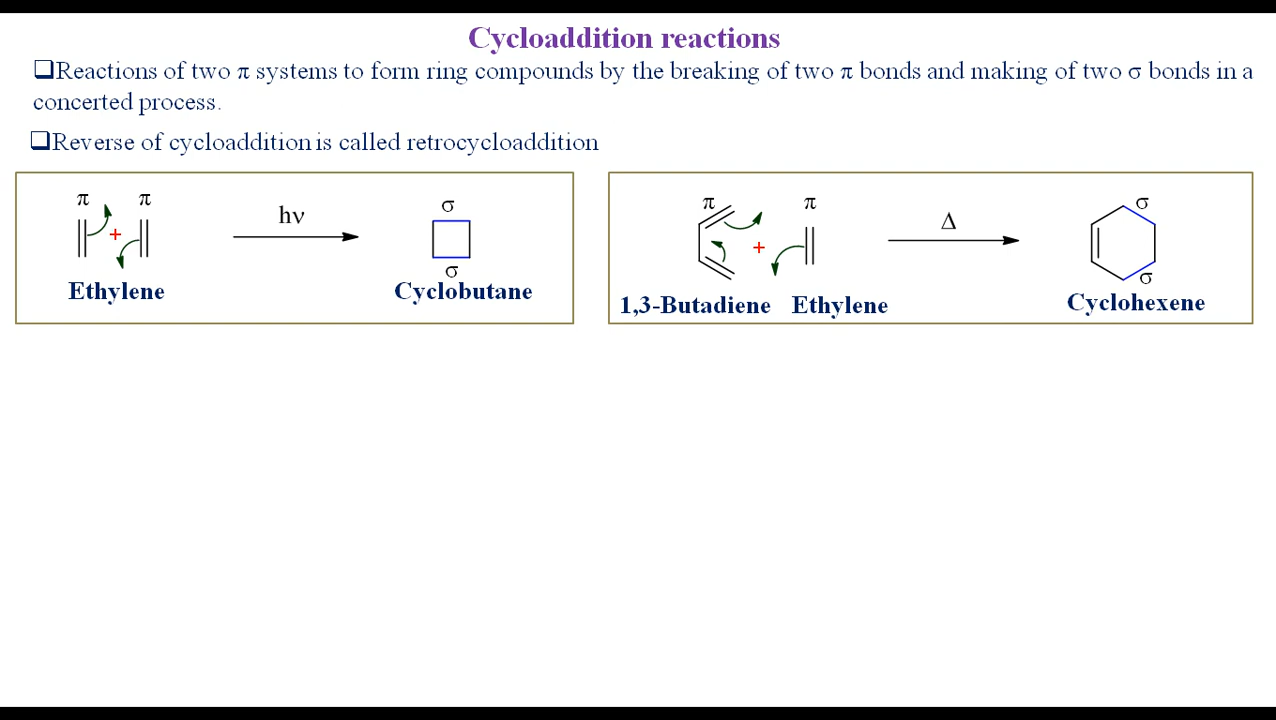 Cycloaddition reactions
❑Reactions of two π systems to form ring compounds by the breaking of two π bonds and making of two σ bonds in a
concerted process.
❑Reverse of cycloaddition is called retrocycloaddition
π π
+
hν
σ
σ
Ethylene
Cyclobutane
π π
+
Δ
σ
σ
1,3-Butadiene Ethylene
Cyclohexene